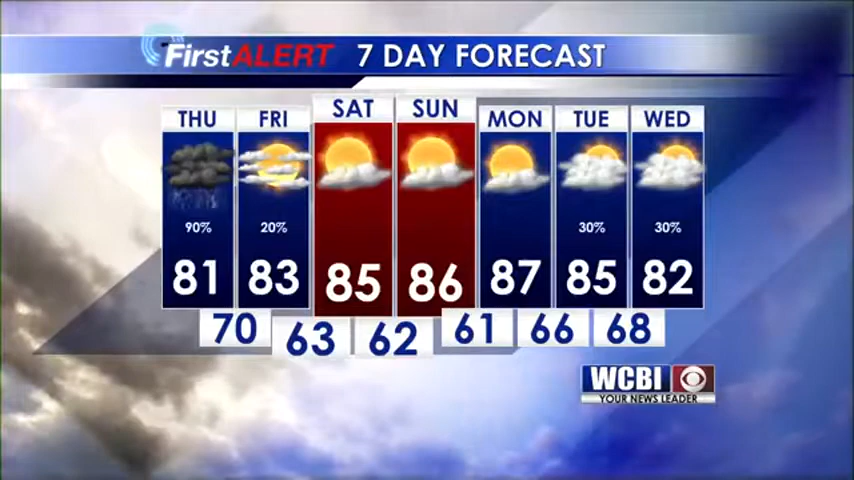 FirstALERT 7 DAY FORECAST
THU FRI SAT SUN MON TUE WED
90% 20% 30% 30%
81 83 85 86 87 85 82
70 63 62 61 66 68
WCBI
YOUR NEWS LEADER